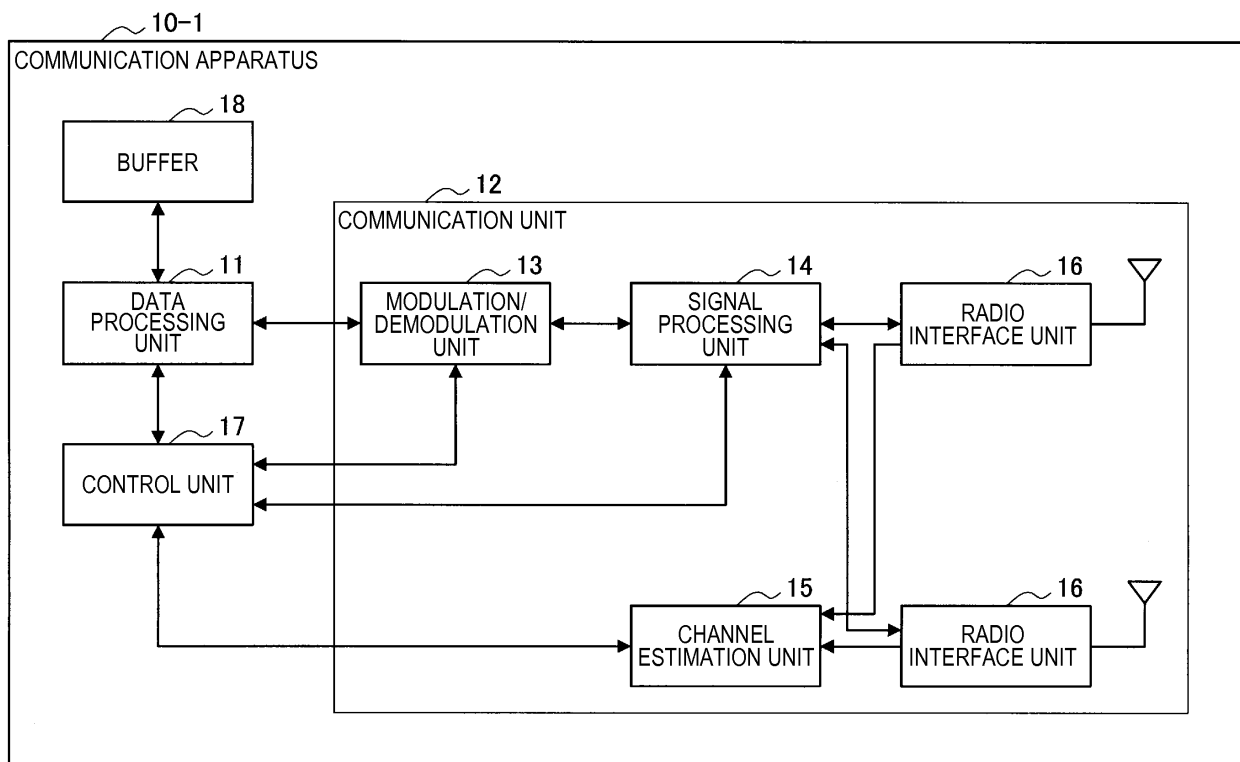 10-1
COMMUNICATION APPARATUS
18
BUFFER
12
COMMUNICATION UNIT
11
DATA
PROCESSING
UNIT
13
MODULATION/
DEMODULATION
UNIT
14
SIGNAL
PROCESSING
UNIT
16
RADIO
INTERFACE UNIT
17
CONTROL UNIT
15
CHANNEL
ESTIMATION UNIT
16
RADIO
INTERFACE UNIT